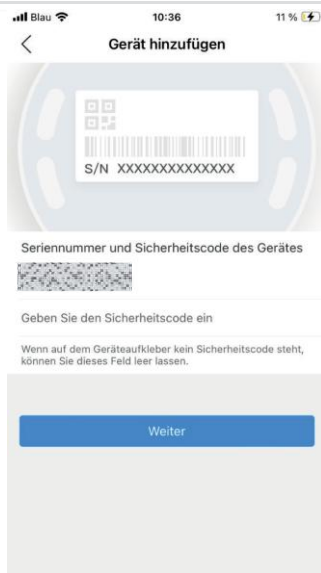 Blau 10:36 11 %
Gerät hinzufügen
S/N XXXXXXXXXXXXXX
Seriennummer und Sicherheitscode des Gerätes
Geben Sie den Sicherheitscode ein
Wenn auf dem Geräteaufkleber kein Sicherheitscode steht,
können Sie dieses Feld leer lassen.
Weiter